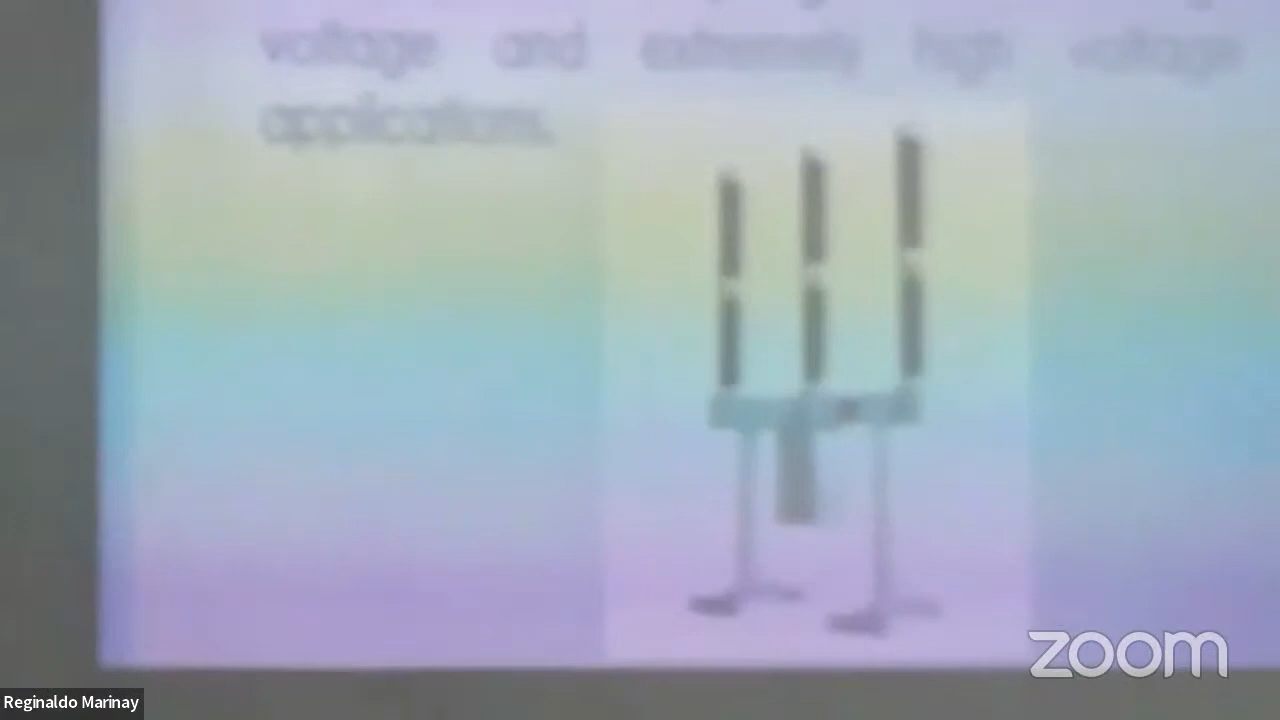 voltage and extremely high voltage
applications.
zoom
Reginaldo Marinay